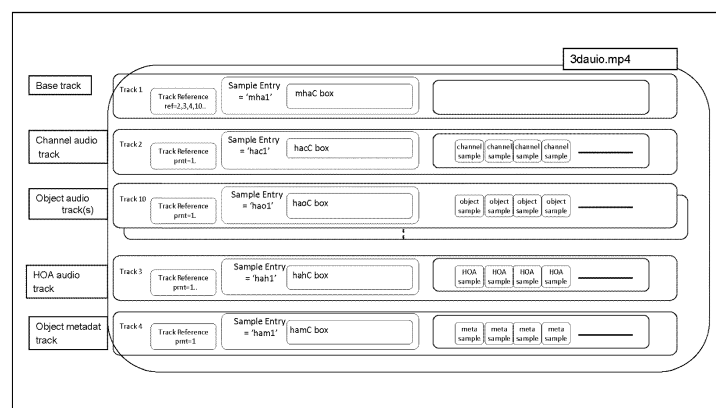 3dauio.mp4
Base track
Track 1
Track Reference
ref=2,3,4,10..
Sample Entry
= ‘mha1’
mhaC box
Channel audio
track
Track 2
Track Reference
prnt=1.
Sample Entry
= ‘hac1’
hacC box
channel channel channel channel
sample sample sample sample
Object audio
track(s)
Track 10
Track Reference
prnt=1.
Sample Entry
= ‘hao1’
haoC box
object object object object
sample sample sample sample
HOA audio
track
Track 3
Track Reference
prnt=1..
Sample Entry
= ‘hah1’
hahC box
HOA HOA HOA HOA
sample sample sample sample
Object metadat
track
Track 4
Track Reference
prnt=1
Sample Entry
= ‘ham1’
hamC box
meta meta meta meta
sample sample sample sample